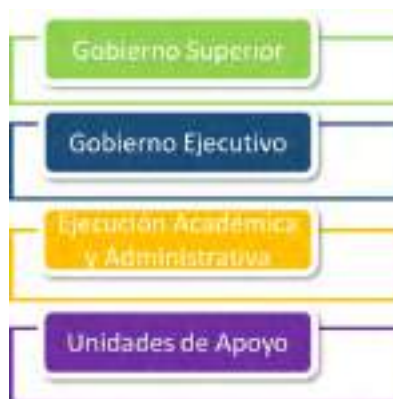 Gobierno Superior
Gobierno Ejecutivo
Ejecución Académica
y Administrativa
Unidades de Apoyo